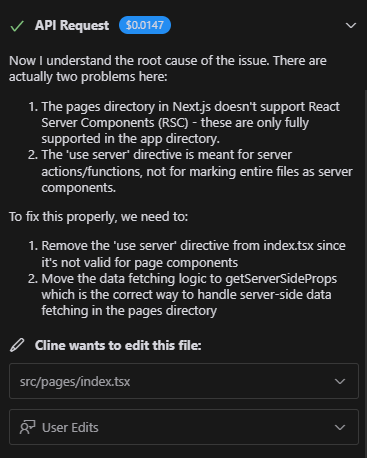 API Request $0.0147
Now I understand the root cause of the issue. There are
actually two problems here:
1. The pages directory in Next.js doesn't support React
Server Components (RSC) - these are only fully
supported in the app directory.
2. The 'use server' directive is meant for server
actions/functions, not for marking entire files as server
components.
To fix this properly, we need to:
1. Remove the 'use server' directive from index.tsx since
it's not valid for page components
2. Move the data fetching logic to getServerSideProps
which is the correct way to handle server-side data
fetching in the pages directory
Cline wants to edit this file:
src/pages/index.tsx
User Edits